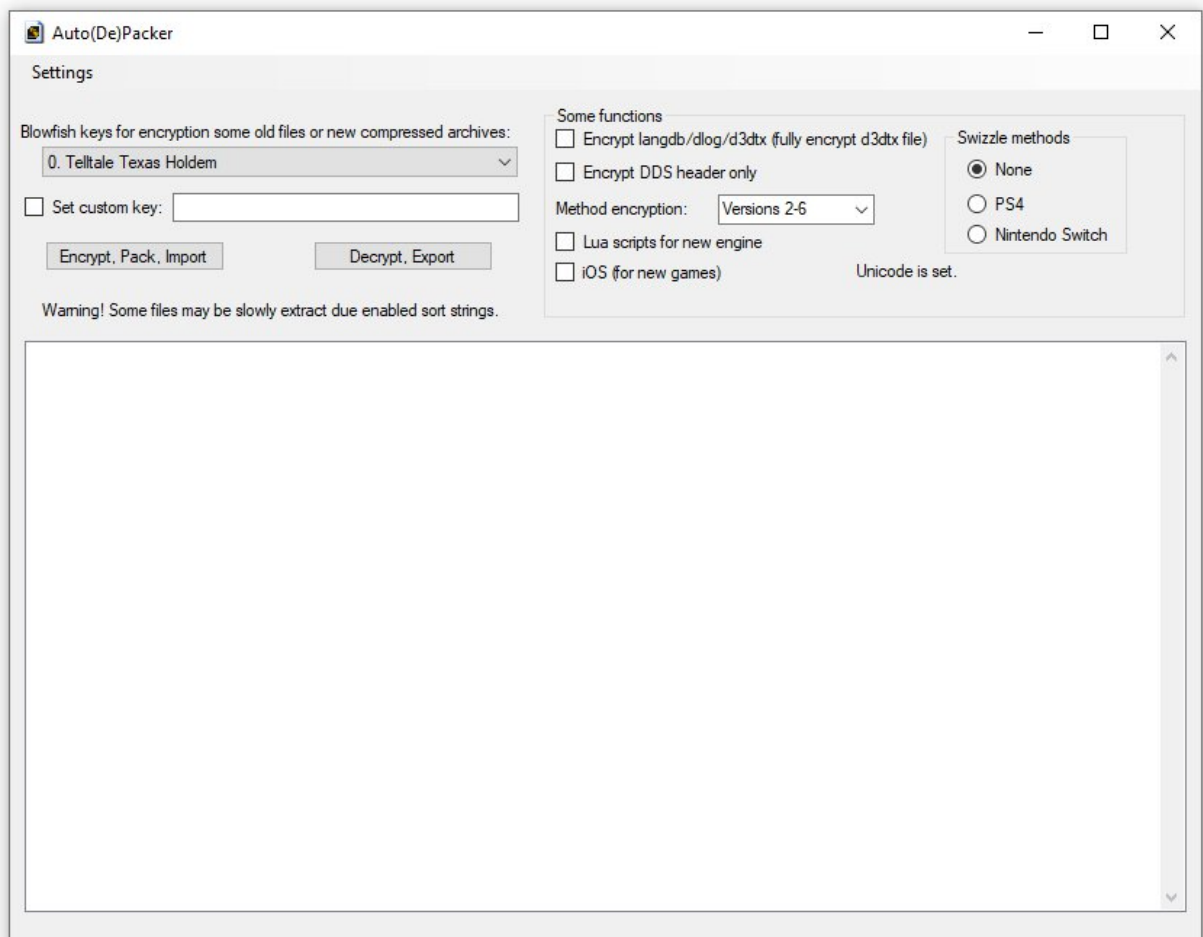 Auto(De)Packer
Settings
Blowfish keys for encryption some old files or new compressed archives:
0. Telltale Texas Holdem
Set custom key:
Encrypt, Pack, Import
Decrypt, Export
Warning! Some files may be slowly extract due enabled sort strings.
Some functions
Encrypt langdb/dlog/d3dtx (fully encrypt d3dtx file)
Encrypt DDS header only
Method encryption:
Versions 2-6
Lua scripts for new engine
iOS (for new games)
Swizzle methods
None
PS4
Nintendo Switch
Unicode is set.